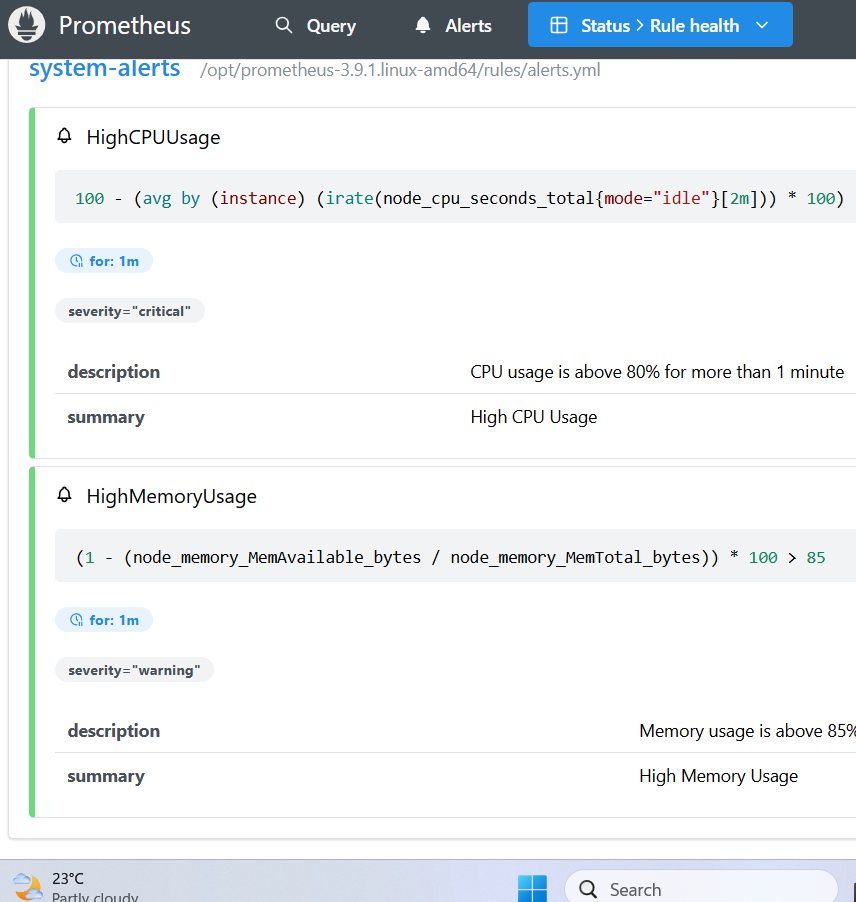 Prometheus Query Alerts Status > Rule health
system-alerts /opt/prometheus-3.9.1.linux-amd64/rules/alerts.yml
HighCPUUsage
100 - (avg by (instance) (irate(node_cpu_seconds_total{mode="idle"}[2m])) * 100)
for: 1m
severity="critical"
description CPU usage is above 80% for more than 1 minute
summary High CPU Usage
HighMemoryUsage
(1 - (node_memory_MemAvailable_bytes / node_memory_MemTotal_bytes)) * 100 > 85
for: 1m
severity="warning"
description Memory usage is above 85%
summary High Memory Usage
23°C
Partly cloudy
Search